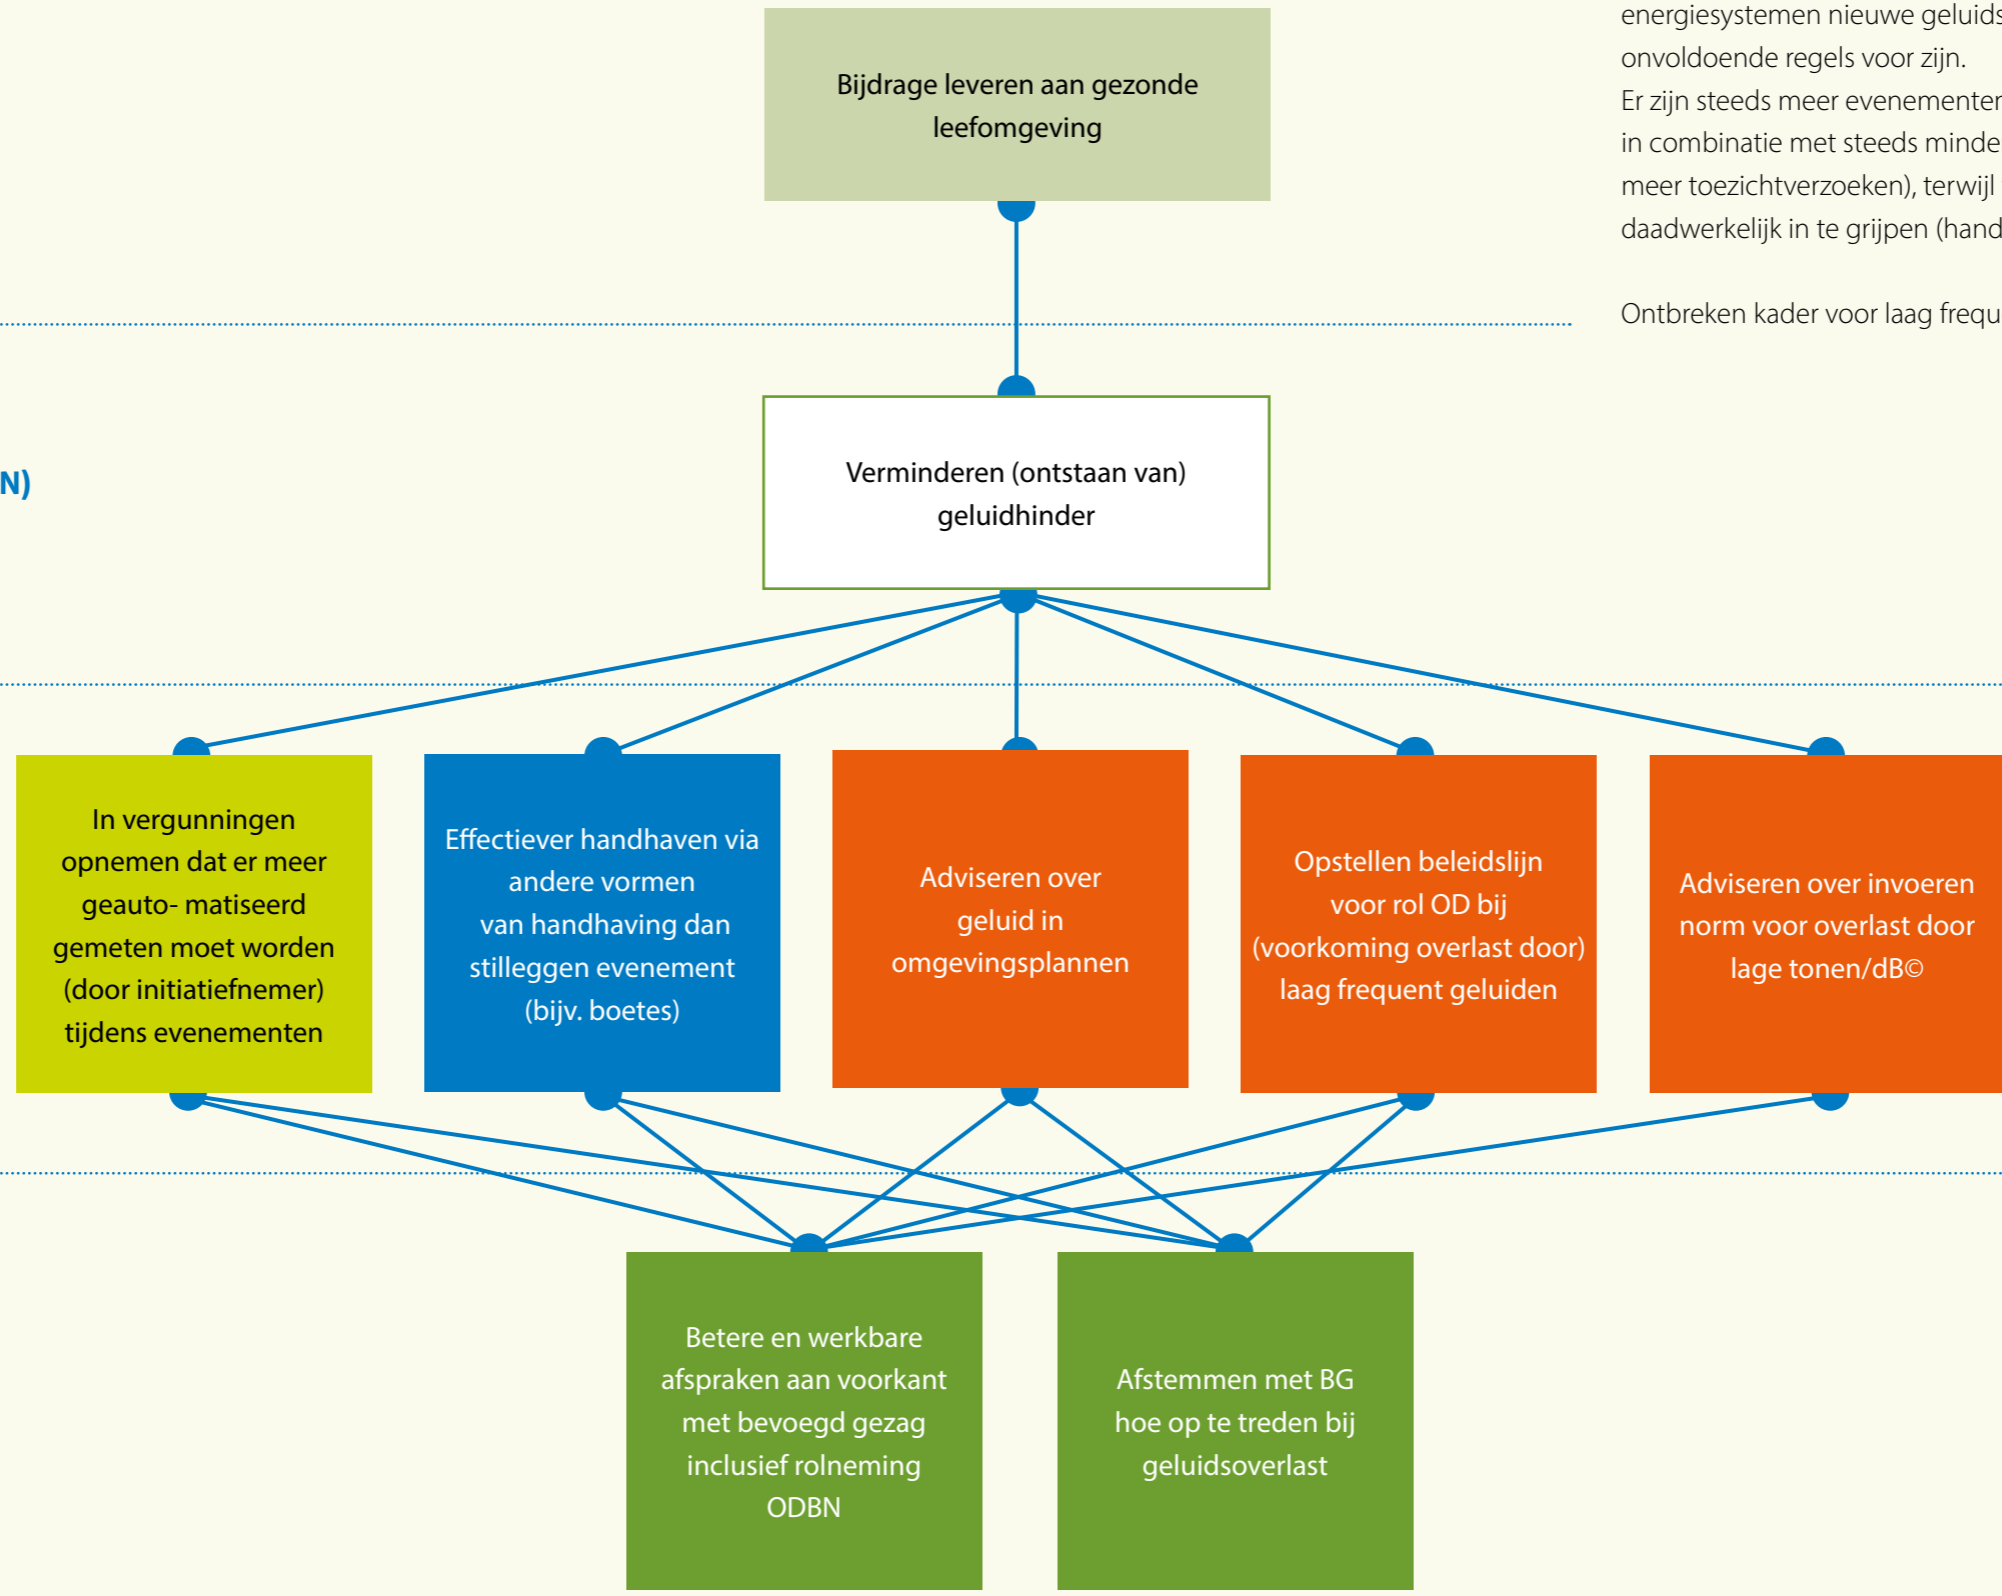 energiesystemen nieuwe geluids
onvoldoende regels voor zijn.
Er zijn steeds meer evenementen
in combinatie met steeds minde
meer toezichtverzoeken), terwijl
daadwerkelijk in te grijpen (hand
Ontbreken kader voor laag frequ
Bijdrage leveren aan gezonde
leefomgeving
N)
Verminderen (ontstaan van)
geluidhinder
In vergunningen
opnemen dat er meer
geauto- matiseerd
gemeten moet worden
(door initiatiefnemer)
tijdens evenementen
Effectiever handhaven via
andere vormen
van handhaving dan
stilleggen evenement
(bijv. boetes)
Adviseren over
geluid in
omgevingsplannen
Opstellen beleidslijn
voor rol OD bij
(voorkoming overlast door)
laag frequent geluiden
Adviseren over invoeren
norm voor overlast door
lage tonen/dB©
Betere en werkbare
afspraken aan voorkant
met bevoegd gezag
inclusief rolneming
ODBN
Afstemmen met BG
hoe op te treden bij
geluidsoverlast